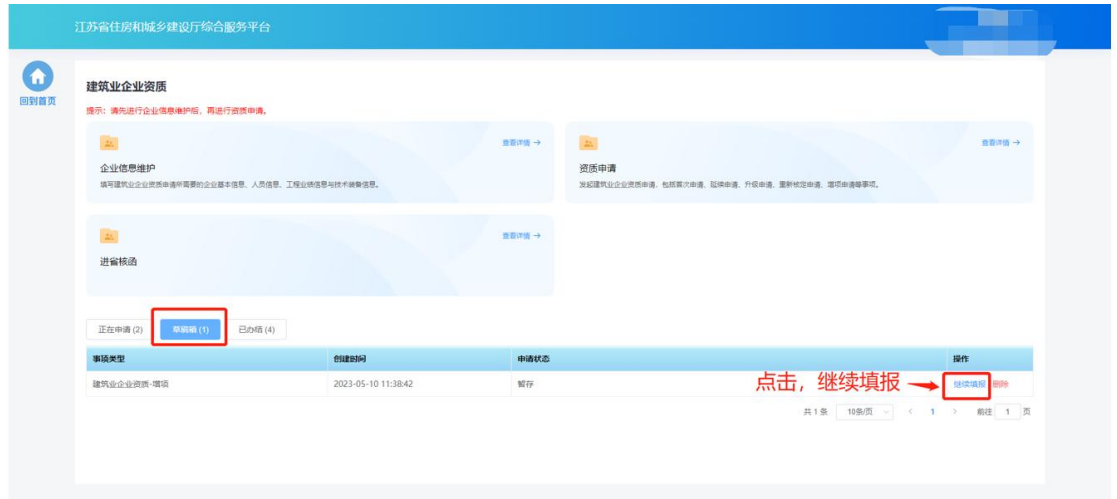 江苏省住房和城乡建设厅综合服务平台
回到首页
建筑业企业资质
提示：请先进行企业信息维护后，再进行资质申请。
查看详情 →
查看详情 →
企业信息维护
资质申请
填写建筑业企业资质申请所需要的企业基本信息、人员信息、工程业绩信息与技术装备信息。
发起建筑业企业资质申请，包括首次申请、延续申请、升级申请、重新核定申请、增项申请等事项。
查看详情 →
进省核函
正在申请 (2) 草稿箱 (1) 已办结 (4)
事项类型 创建时间 申请状态 操作
建筑业企业资质-增项 2023-05-10 11:38:42 暂存 点击，继续填报 继续填报 删除
共 1 条 10条/页 < 1 > 前往 1 页